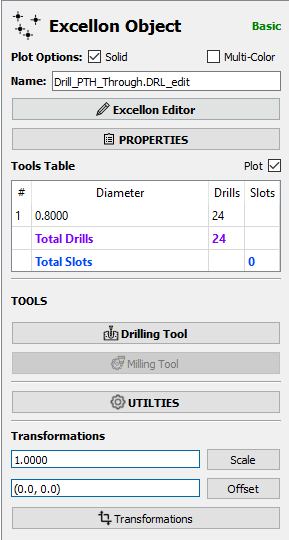 Excellon Object Basic
Plot Options: Solid Multi-Color
Name: Drill_PTH_Through.DRL_edit
Excellon Editor
PROPERTIES
Tools Table Plot
# Diameter Drills Slots
1 0.8000 24
Total Drills 24
Total Slots 0
TOOLS
Drilling Tool
Milling Tool
UTILTIES
Transformations
1.0000 Scale
(0.0, 0.0) Offset
Transformations